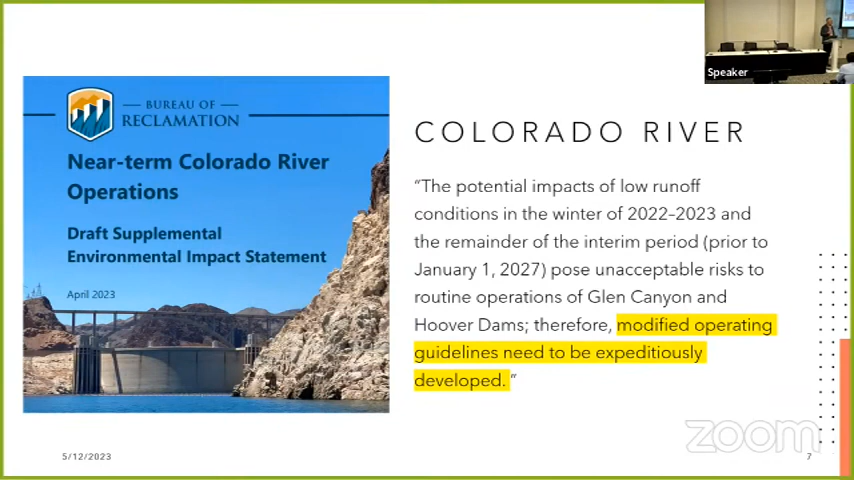 Speaker
BUREAU OF
RECLAMATION
Near-term Colorado River
Operations
Draft Supplemental
Environmental Impact Statement
April 2023
COLORADO RIVER
“The potential impacts of low runoff
conditions in the winter of 2022–2023 and
the remainder of the interim period (prior to
January 1, 2027) pose unacceptable risks to
routine operations of Glen Canyon and
Hoover Dams; therefore, modified operating
guidelines need to be expeditiously
developed. ”
zoom
5/12/2023
7